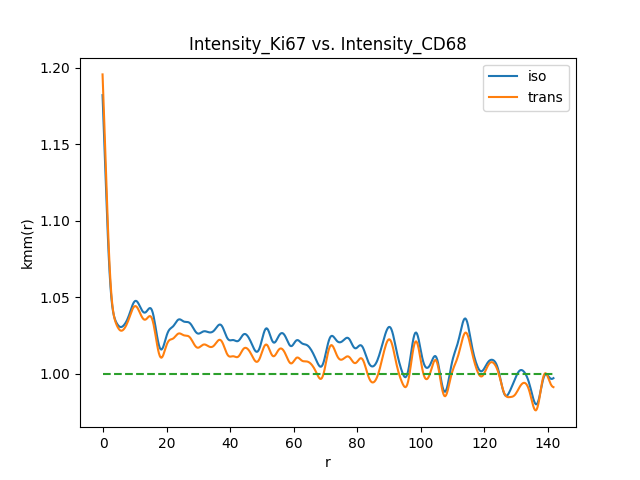 Intensity_Ki67 vs. Intensity_CD68
iso
trans
1.20
1.15
1.10
1.05
1.00
kmm(r)
0 20 40 60 80 100 120 140
r